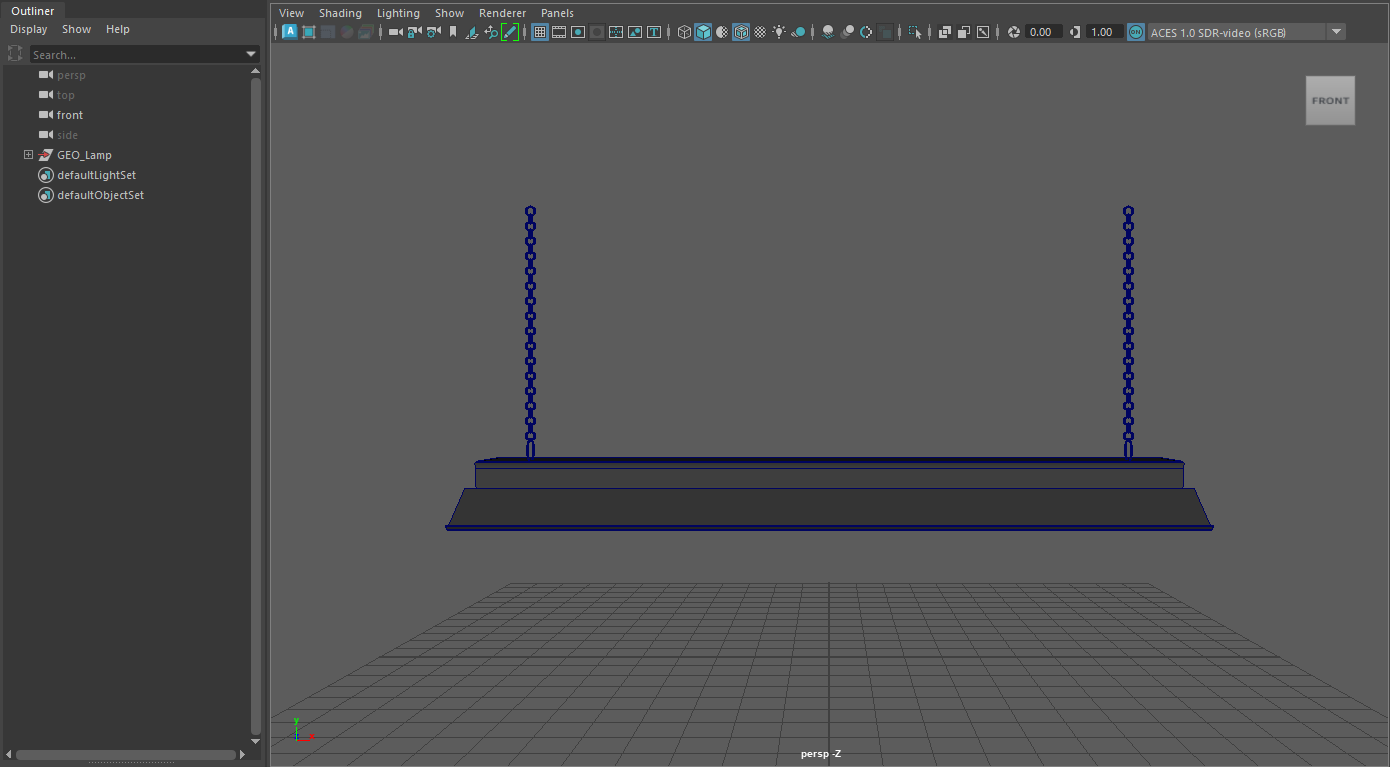 Outliner
Display Show Help
Search...
persp
top
front
side
GEO_Lamp
defaultLightSet
defaultObjectSet
View Shading Lighting Show Renderer Panels
A T 0.00 1.00 ON ACES 1.0 SDR-video (sRGB)
FRONT
y
persp -Z